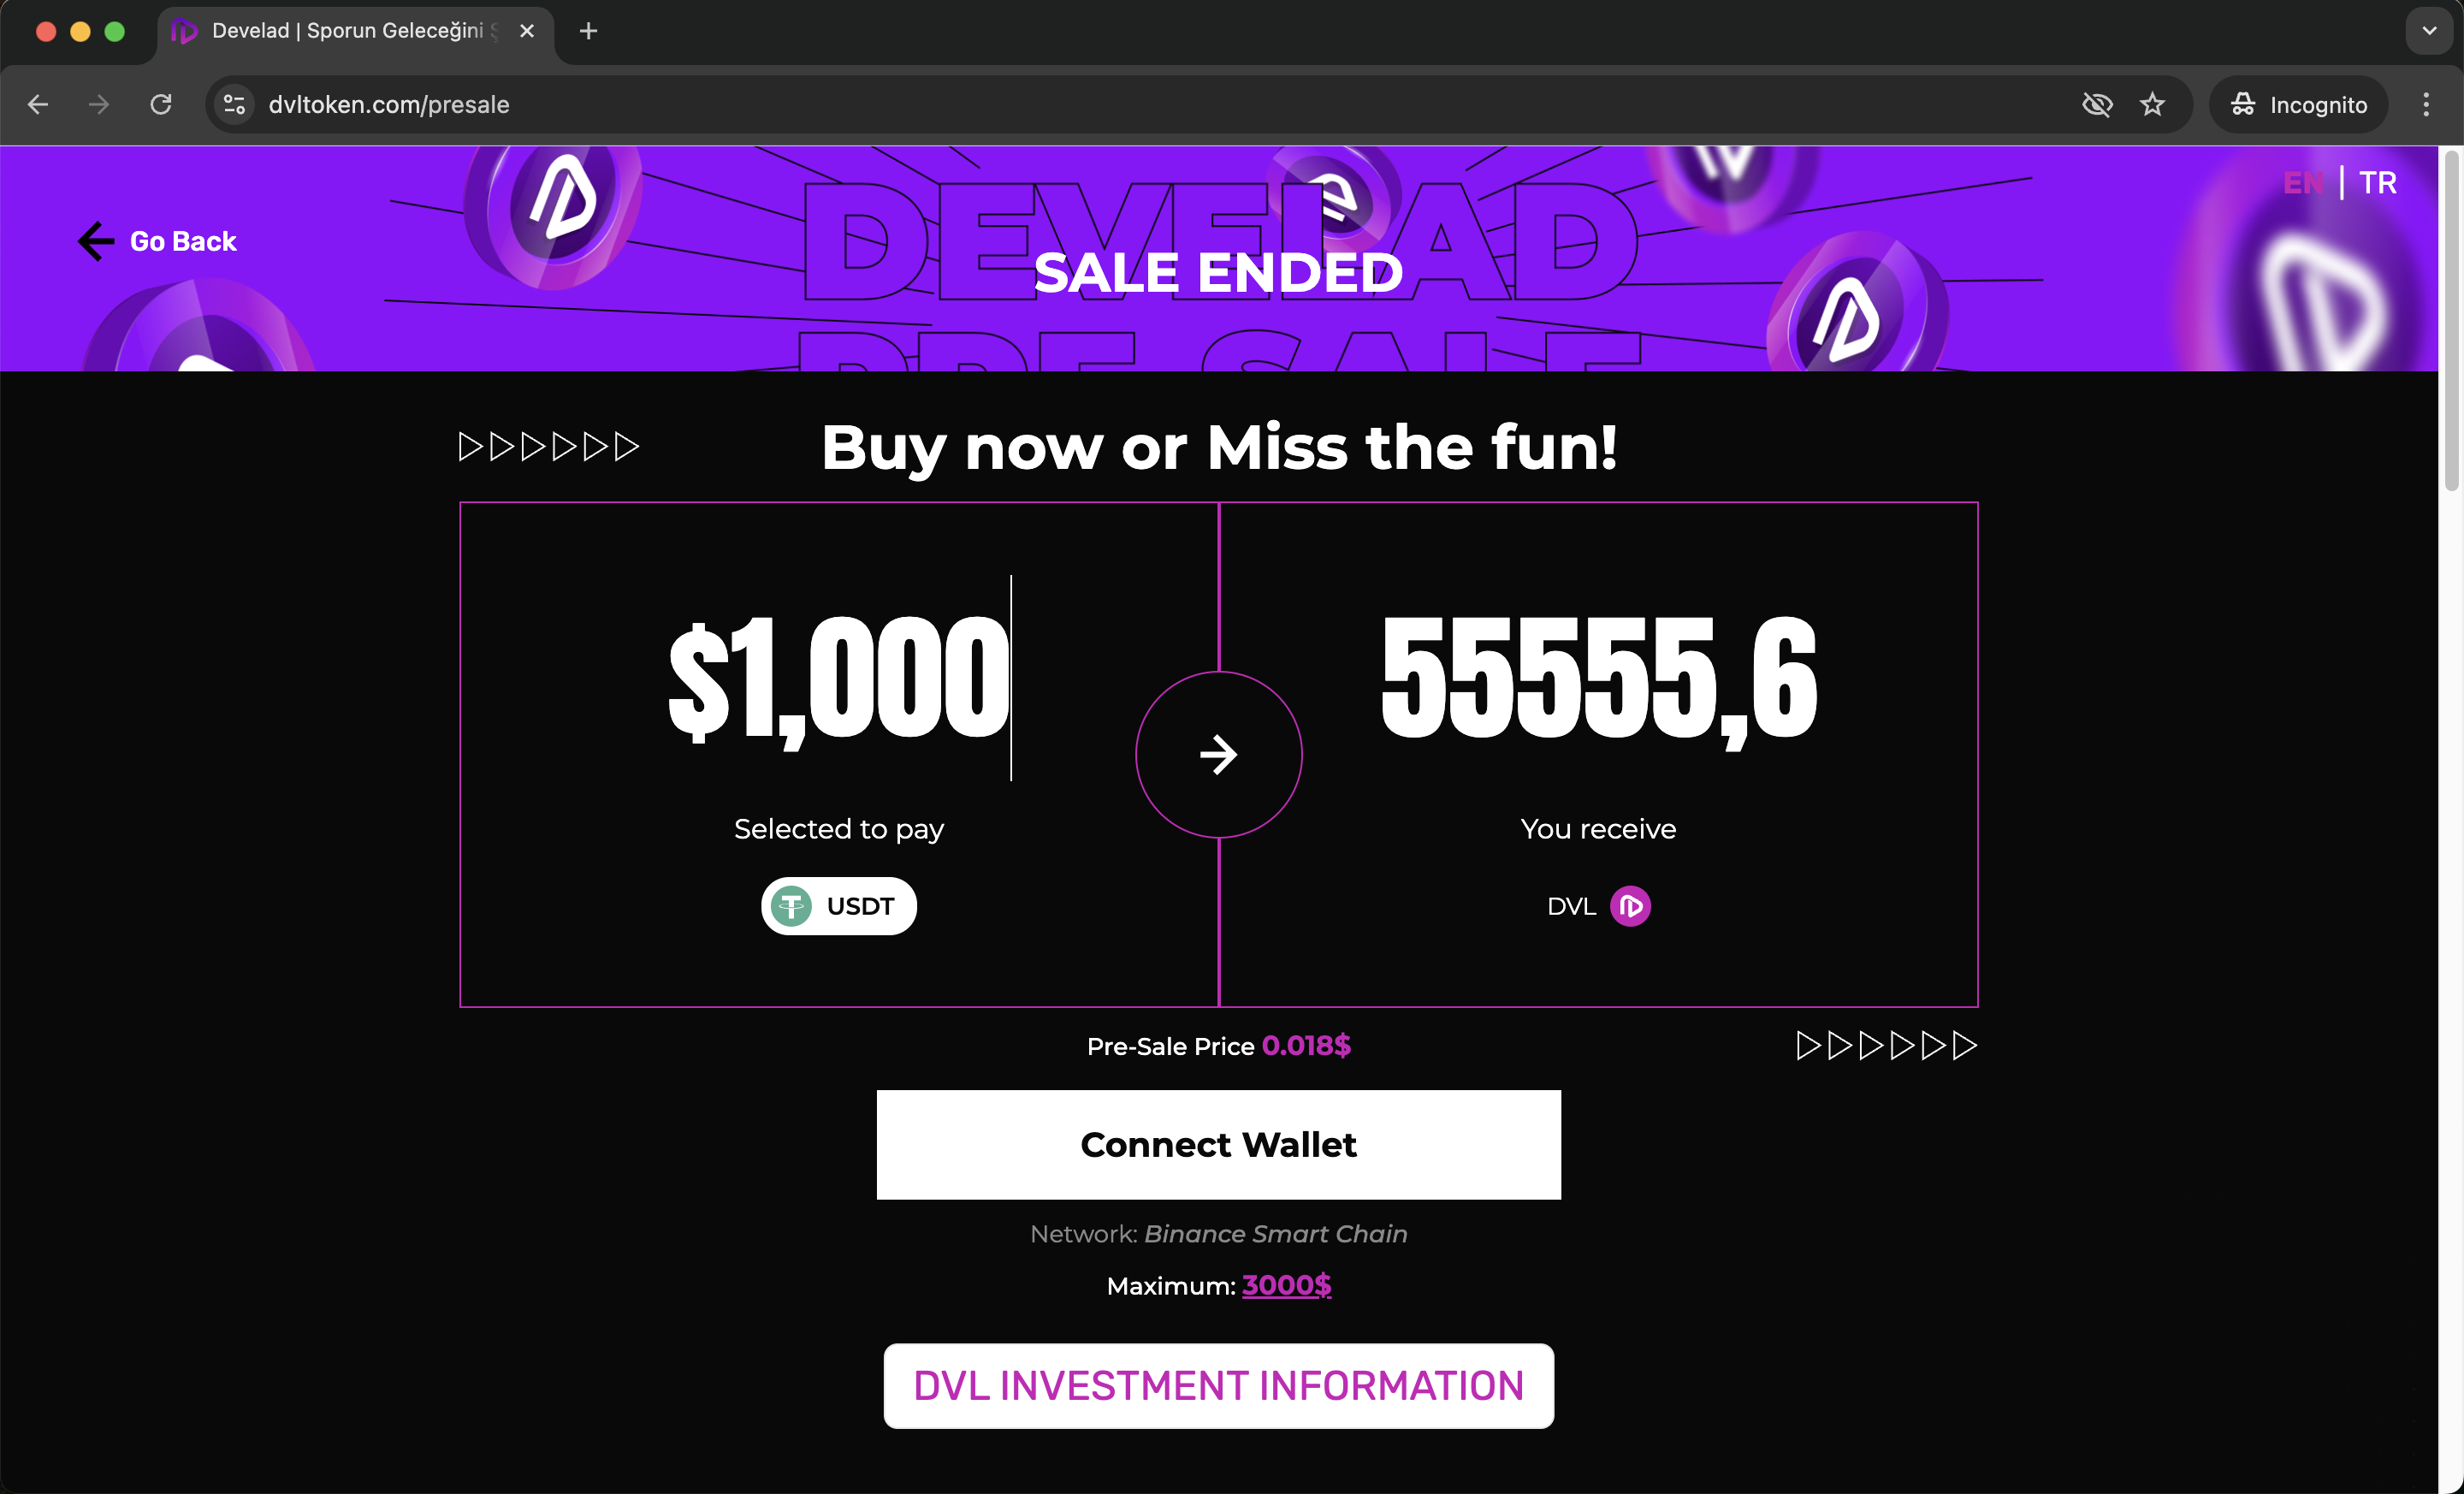 Develad | Sporun Geleceğini Ş
dvltoken.com/presale
Incognito
EN | TR
Go Back
DEVELAD
SALE ENDED
PRE-SALE
Buy now or Miss the fun!
$1,000
55555,6
Selected to pay
You receive
USDT
DVL
Pre-Sale Price 0.018$
Connect Wallet
Network: Binance Smart Chain
Maximum: 3000$
DVL INVESTMENT INFORMATION